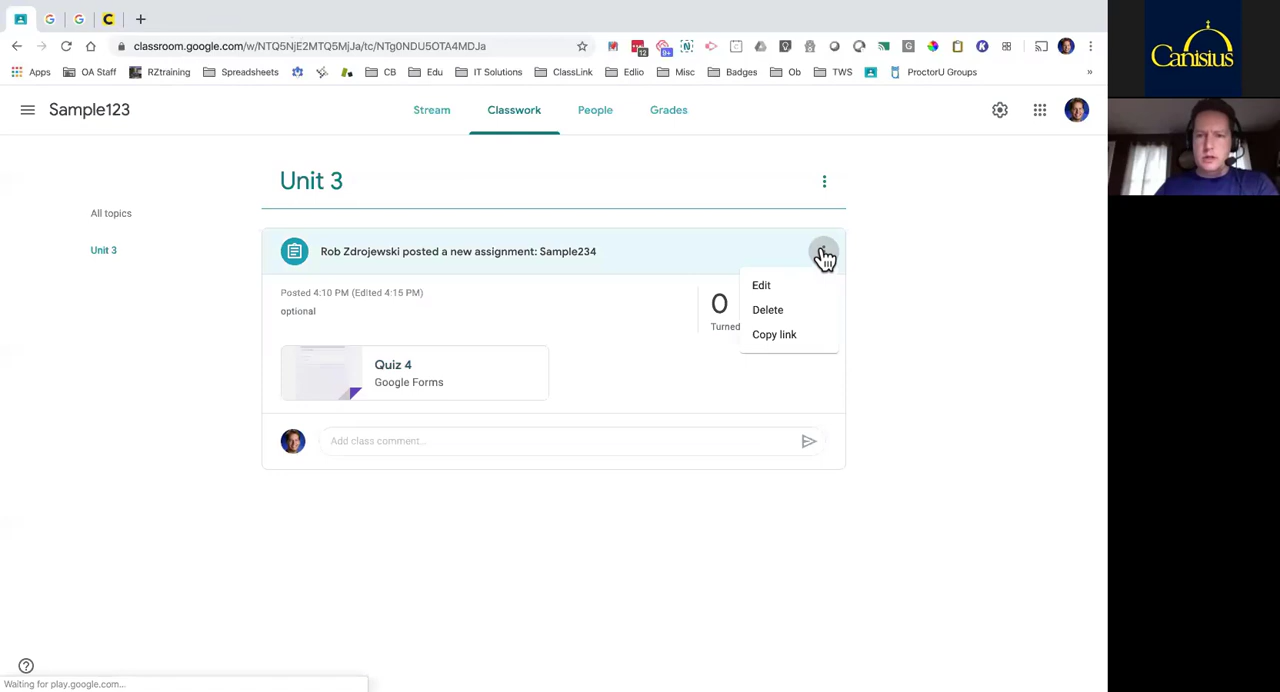 classroom.google.com/w/NTQ5NjE2MTQ5MjJa/tc/NTg0NDU5OTA4MDJa
Apps OA Staff RZtraining Spreadsheets CB Edu IT Solutions ClassLink Edlio Misc Badges Ob TWS ProctorU Groups »
12
9+
Canisius
Sample123
Stream Classwork People Grades
Unit 3
All topics
Unit 3
Rob Zdrojewski posted a new assignment: Sample234
Posted 4:10 PM (Edited 4:15 PM)
optional
0
Turned
Edit
Delete
Copy link
Quiz 4
Google Forms
Add class comment...
Waiting for play.google.com...